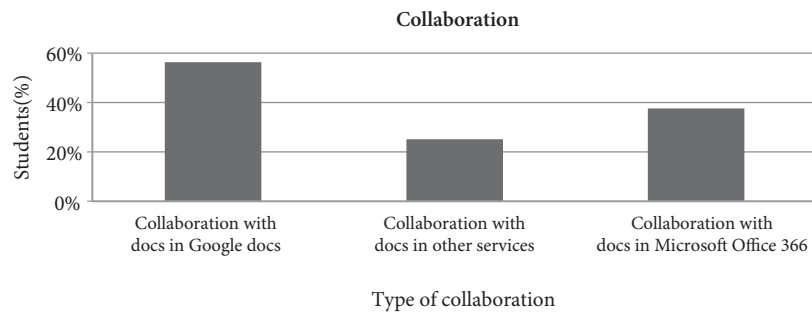 Collaboration
Students(%)
60%
40%
20%
0%
Collaboration with
docs in Google docs
Collaboration with
docs in other services
Collaboration with
docs in Microsoft Office 366
Type of collaboration